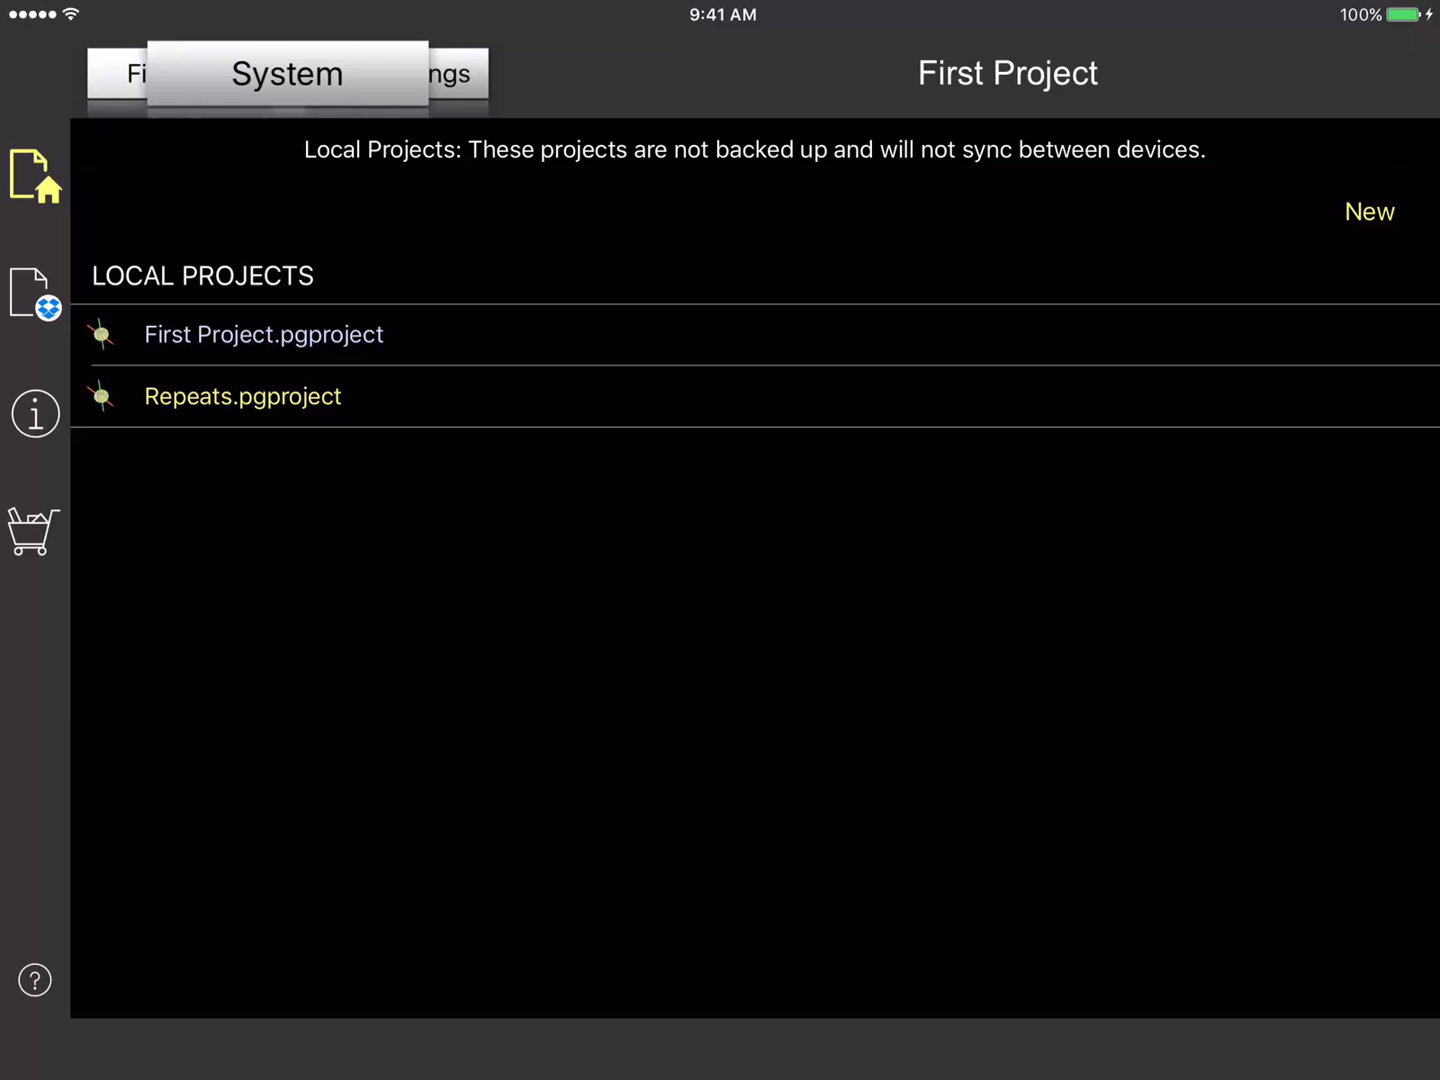 9:41 AM
100%
Fi
System
ngs
First Project
Local Projects: These projects are not backed up and will not sync between devices.
New
LOCAL PROJECTS
First Project.pgproject
Repeats.pgproject
?